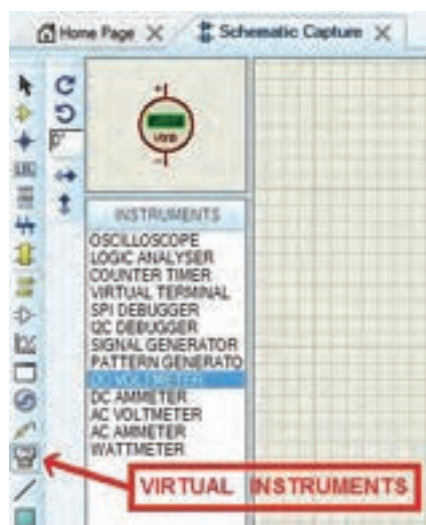 Home Page
Schematic Capture
INSTRUMENTS
OSCILLOSCOPE
LOGIC ANALYSER
COUNTER TIMER
VIRTUAL TERMINAL
SPI DEBUGGER
I2C DEBUGGER
SIGNAL GENERATOR
PATTERN GENERATO
DC VOLTMETER
DC AMMETER
AC VOLTMETER
AC AMMETER
WATTMETER
VIRTUAL INSTRUMENTS